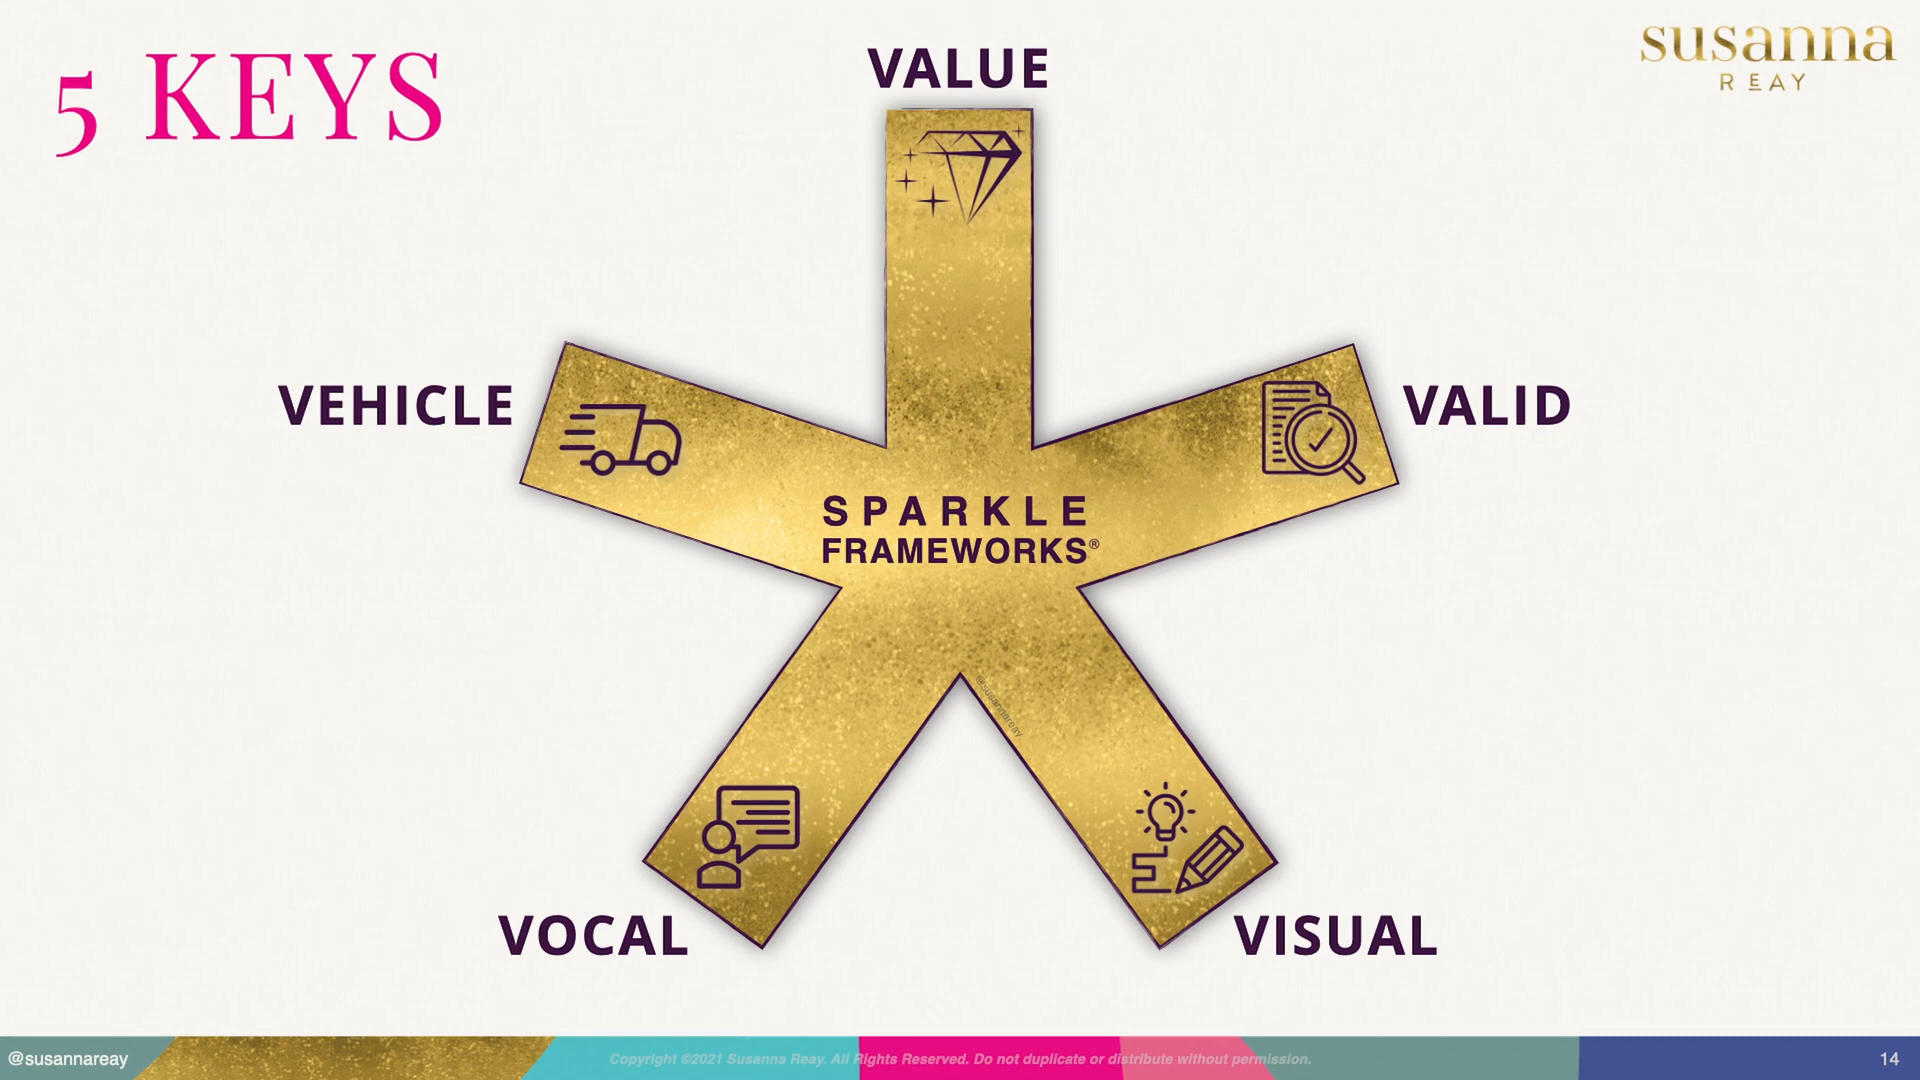 5 KEYS
susanna
REAY
VALUE
VEHICLE
VALID
SPARKLE
FRAMEWORKS®
@susannareay
VOCAL
VISUAL
@susannareay
Copyright ©2021 Susanna Reay. All Rights Reserved. Do not duplicate or distribute without permission.
14